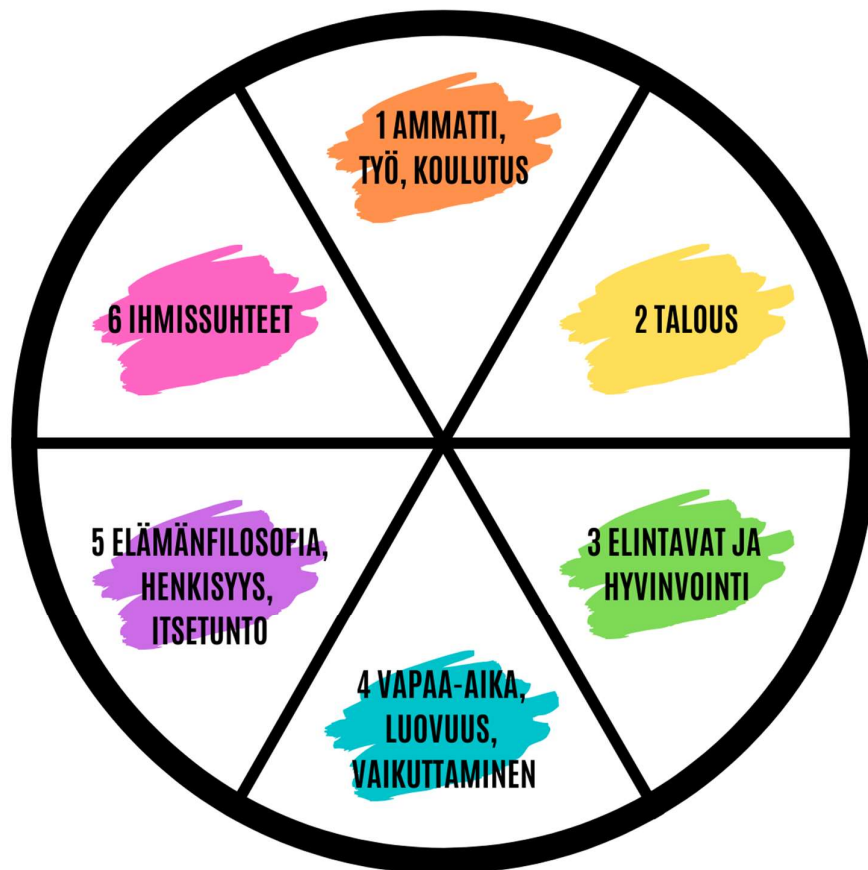 1 AMMATTI,
TYÖ, KOULUTUS
2 TALOUS
3 ELINTAVAT JA
HYVINVOINTI
4 VAPAA-AIKA,
LUOVUUS,
VAIKUTTAMINEN
5 ELÄMÄNFILOSOFIA,
HENKISYYS,
ITSETUNTO
6 IHMISSUHTEET